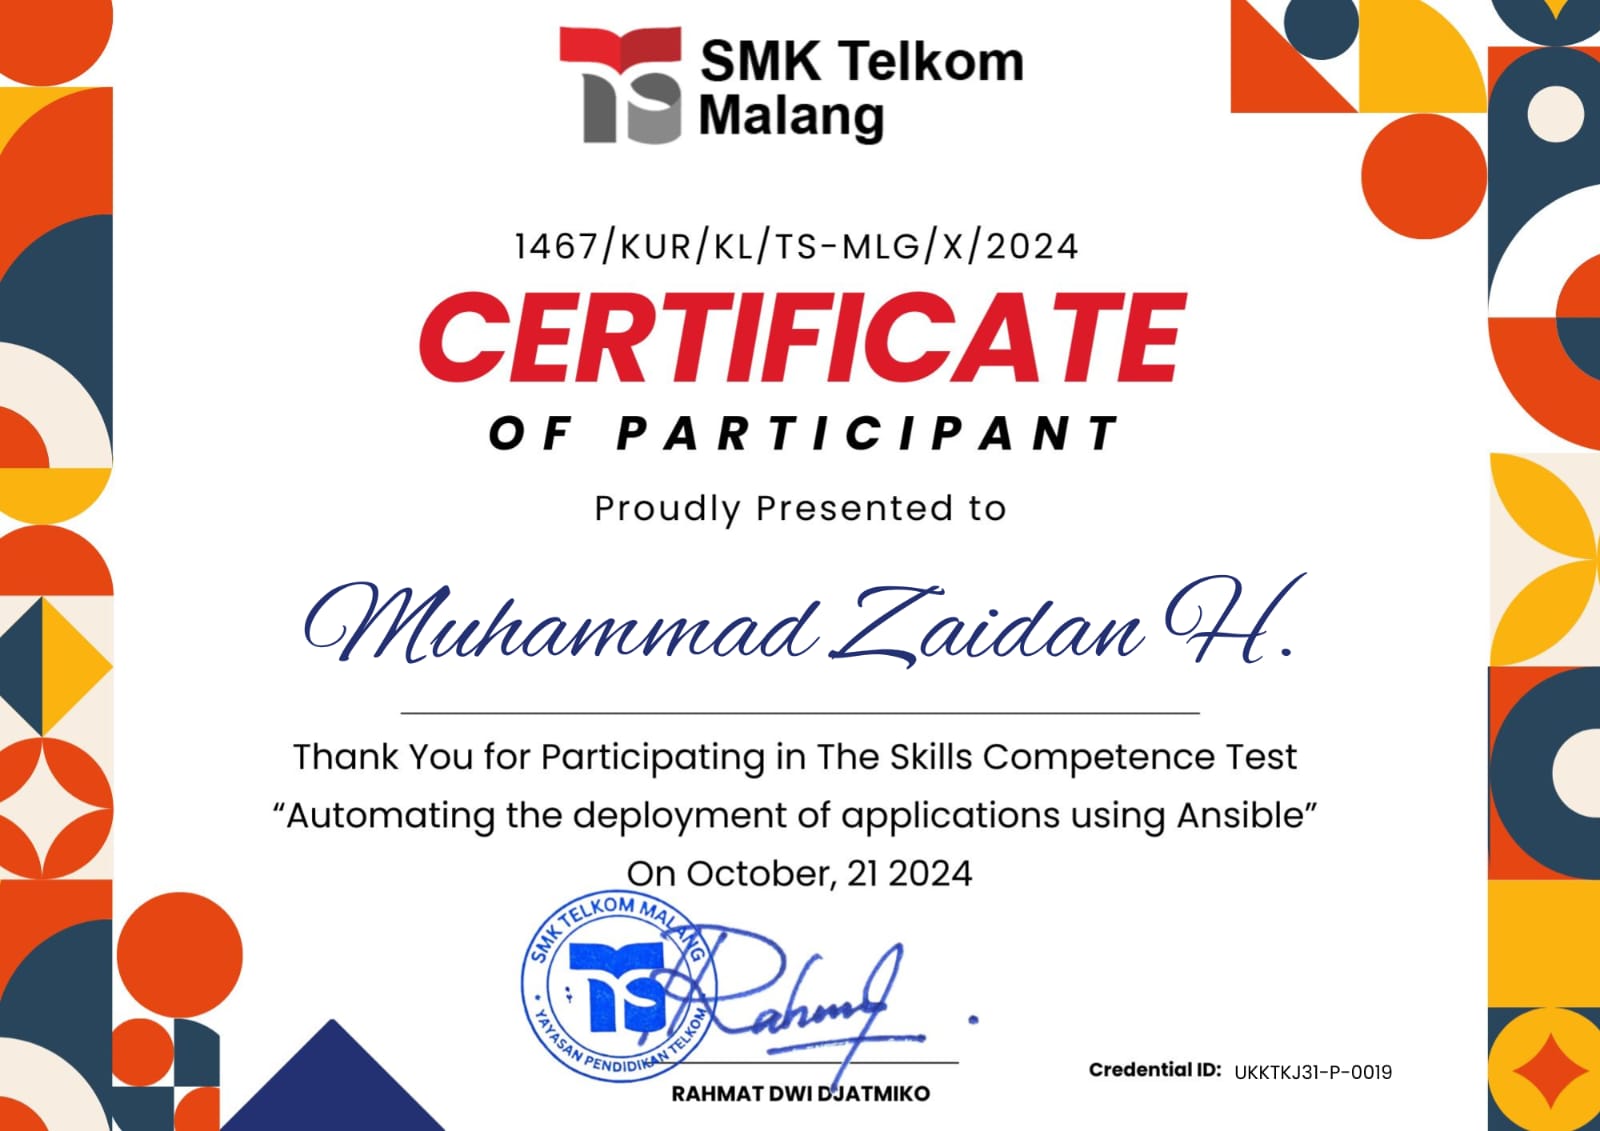 SMK Telkom
Malang
1467/KUR/KL/TS-MLG/X/2024
CERTIFICATE
OF PARTICIPANT
Proudly Presented to
Muhammad Zaidan H.
Thank You for Participating in The Skills Competence Test
“Automating the deployment of applications using Ansible”
On October, 21 2024
SMK TELKOM MALANG
YAYASAN PENDIDIKAN TELKOM
RAHMAT DWI DJATMIKO
Credential ID: UKKTKJ31-P-0019